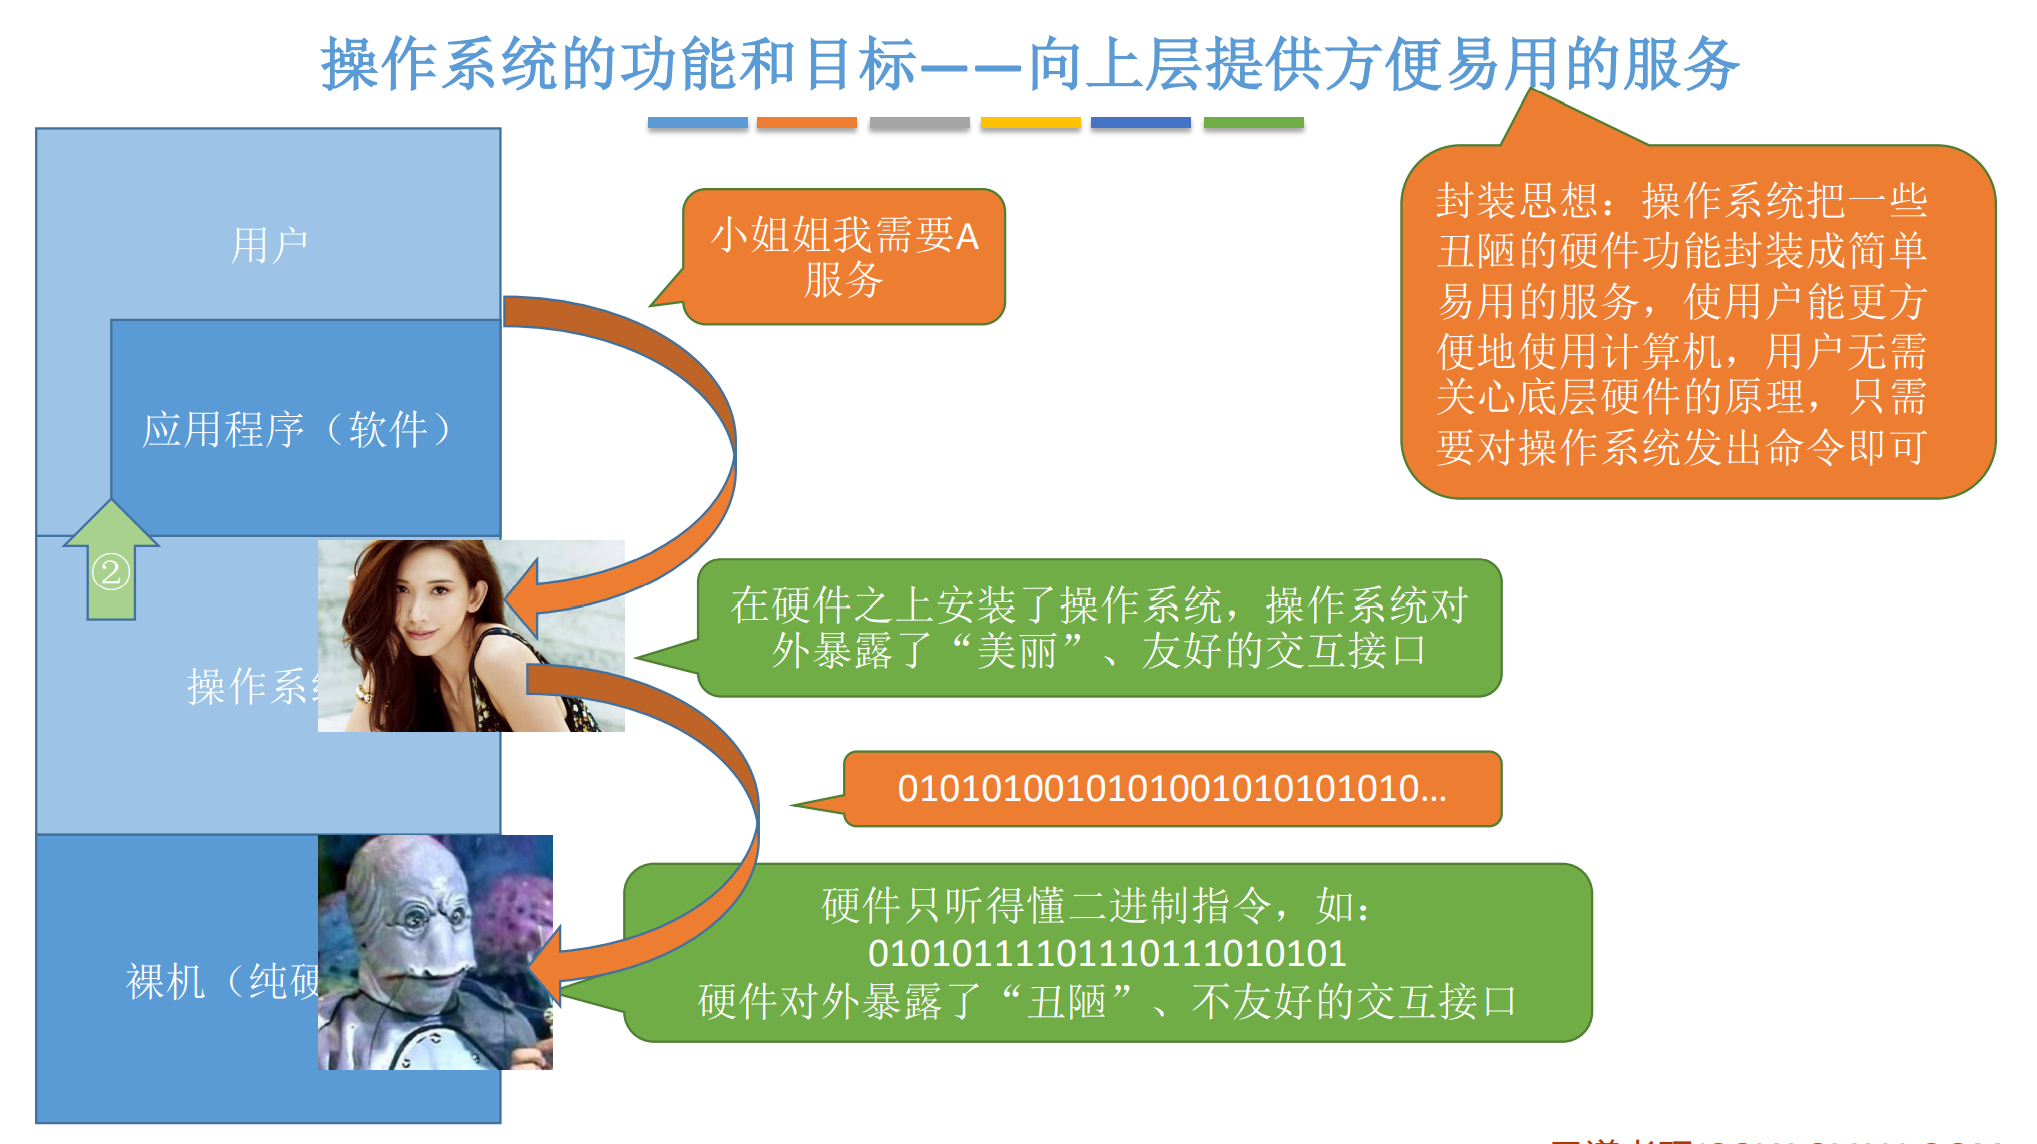 操作系统的功能和目标——向上层提供方便易用的服务
用户
小姐姐我需要A
服务
封装思想：操作系统把一些
丑陋的硬件功能封装成简单
易用的服务，使用户能更方
便地使用计算机，用户无需
关心底层硬件的原理，只需
要对操作系统发出命令即可
应用程序（软件）
②
在硬件之上安装了操作系统，操作系统对
外暴露了“美丽”、友好的交互接口
操作系
0101010010101001010101010...
硬件只听得懂二进制指令，如：
01010111101110111010101
硬件对外暴露了“丑陋”、不友好的交互接口
裸机（纯硬